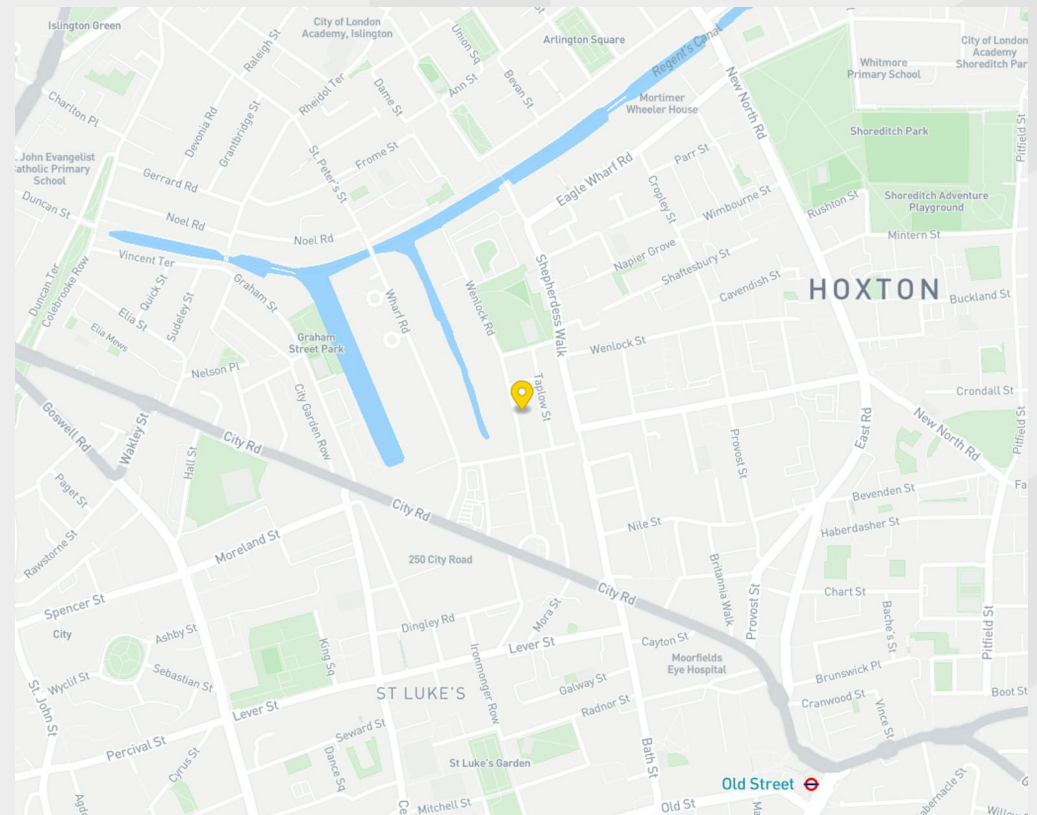 Islington Green
City of London
Academy, Islington
Raleigh St
Union Sq
Arlington Square
Regent's Canal
City of London
Academy
Shoreditch Par
Whitmore
Primary School
Charlton Pl
Devonia Rd
Grantbridge St
Rheidol Ter
Dame St
Ann St
Bevan St
Mortimer
Wheeler House
New North Rd
Shoreditch Park
Pitfield St
John Evangelist
atholic Primary
School
Gerrard Rd
St. Peter's St
Frome St
Eagle Wharf Rd
Parr St
Cropley St
Wimbourne St
Rushton St
Shoreditch Adventure
Playground
Duncan St
Noel Rd
Noel Rd
Mintern St
Vincent Ter
Napier Grove
Shaftesbury St
Cavendish St
HOXTON
Buckland St
Duncan Ter
Colebrooke Row
Quick St
Graham St
Elia St
Sudeley St
Elia Mews
Wharf Rd
Wenlock Rd
Shepherdess Walk
Graham
Street Park
Nelson Pl
Wenlock St
Taplow St
Crondall St
City Garden Row
Goswell Rd
Wakley St
City Rd
Hall St
Provost St
East Rd
New North Rd
Pitfield St
Paget St
City Rd
Bevenden St
Fa
Rawstorne St
Moreland St
Nile St
Haberdasher St
250 City Road
Britannia Walk
Provost St
City Rd
Chart St
Bache's St
Pitfield St
Spencer St
City
Ashby St
King Sq
Dingley Rd
Mora St
Lever St
Cayton St
Moorfields
Eye Hospital
Ironmonger Row
Brunswick Pl
Wyclif St
Sebastian St
ST LUKE'S
Galway St
Radnor St
Cranwood St
Vince St
Boot St
St. John St
Lever St
Seward St
Percival St
Cyrus St
Dance Sq
St Luke's Garden
Bath St
Old Street
Mitchell St
Old St
Agd
Ce
Ma
abernacle St
Willow
G